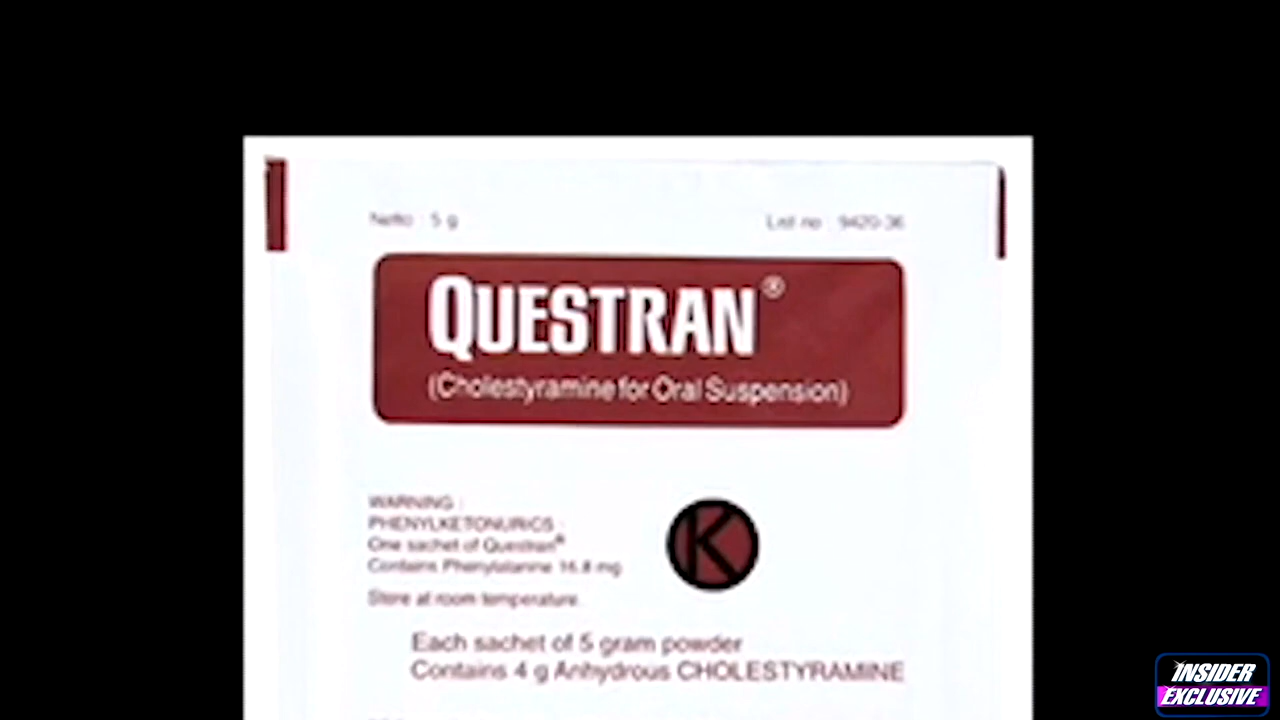 Netto : 5 g
List no : 9420-36
QUESTRAN®
(Cholestyramine for Oral Suspension)
WARNING :
PHENYLKETONURICS :
One sachet of Questran®
Contains Phenylalanine 16.8 mg
K
Store at room temperature.
Each sachet of 5 gram powder
Contains 4 g Anhydrous CHOLESTYRAMINE
INSIDER
EXCLUSIVE